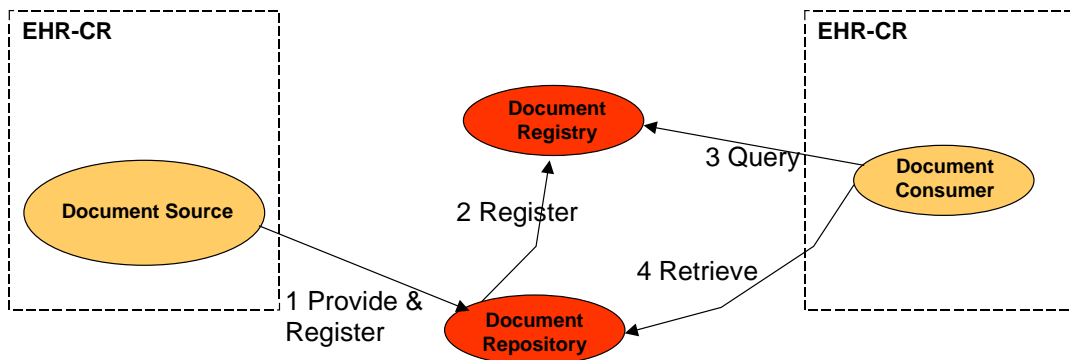 EHR-CR
EHR-CR
Document
Registry
3 Query
Document
Consumer
Document Source
2 Register
4 Retrieve
1 Provide &
Register
Document
Repository